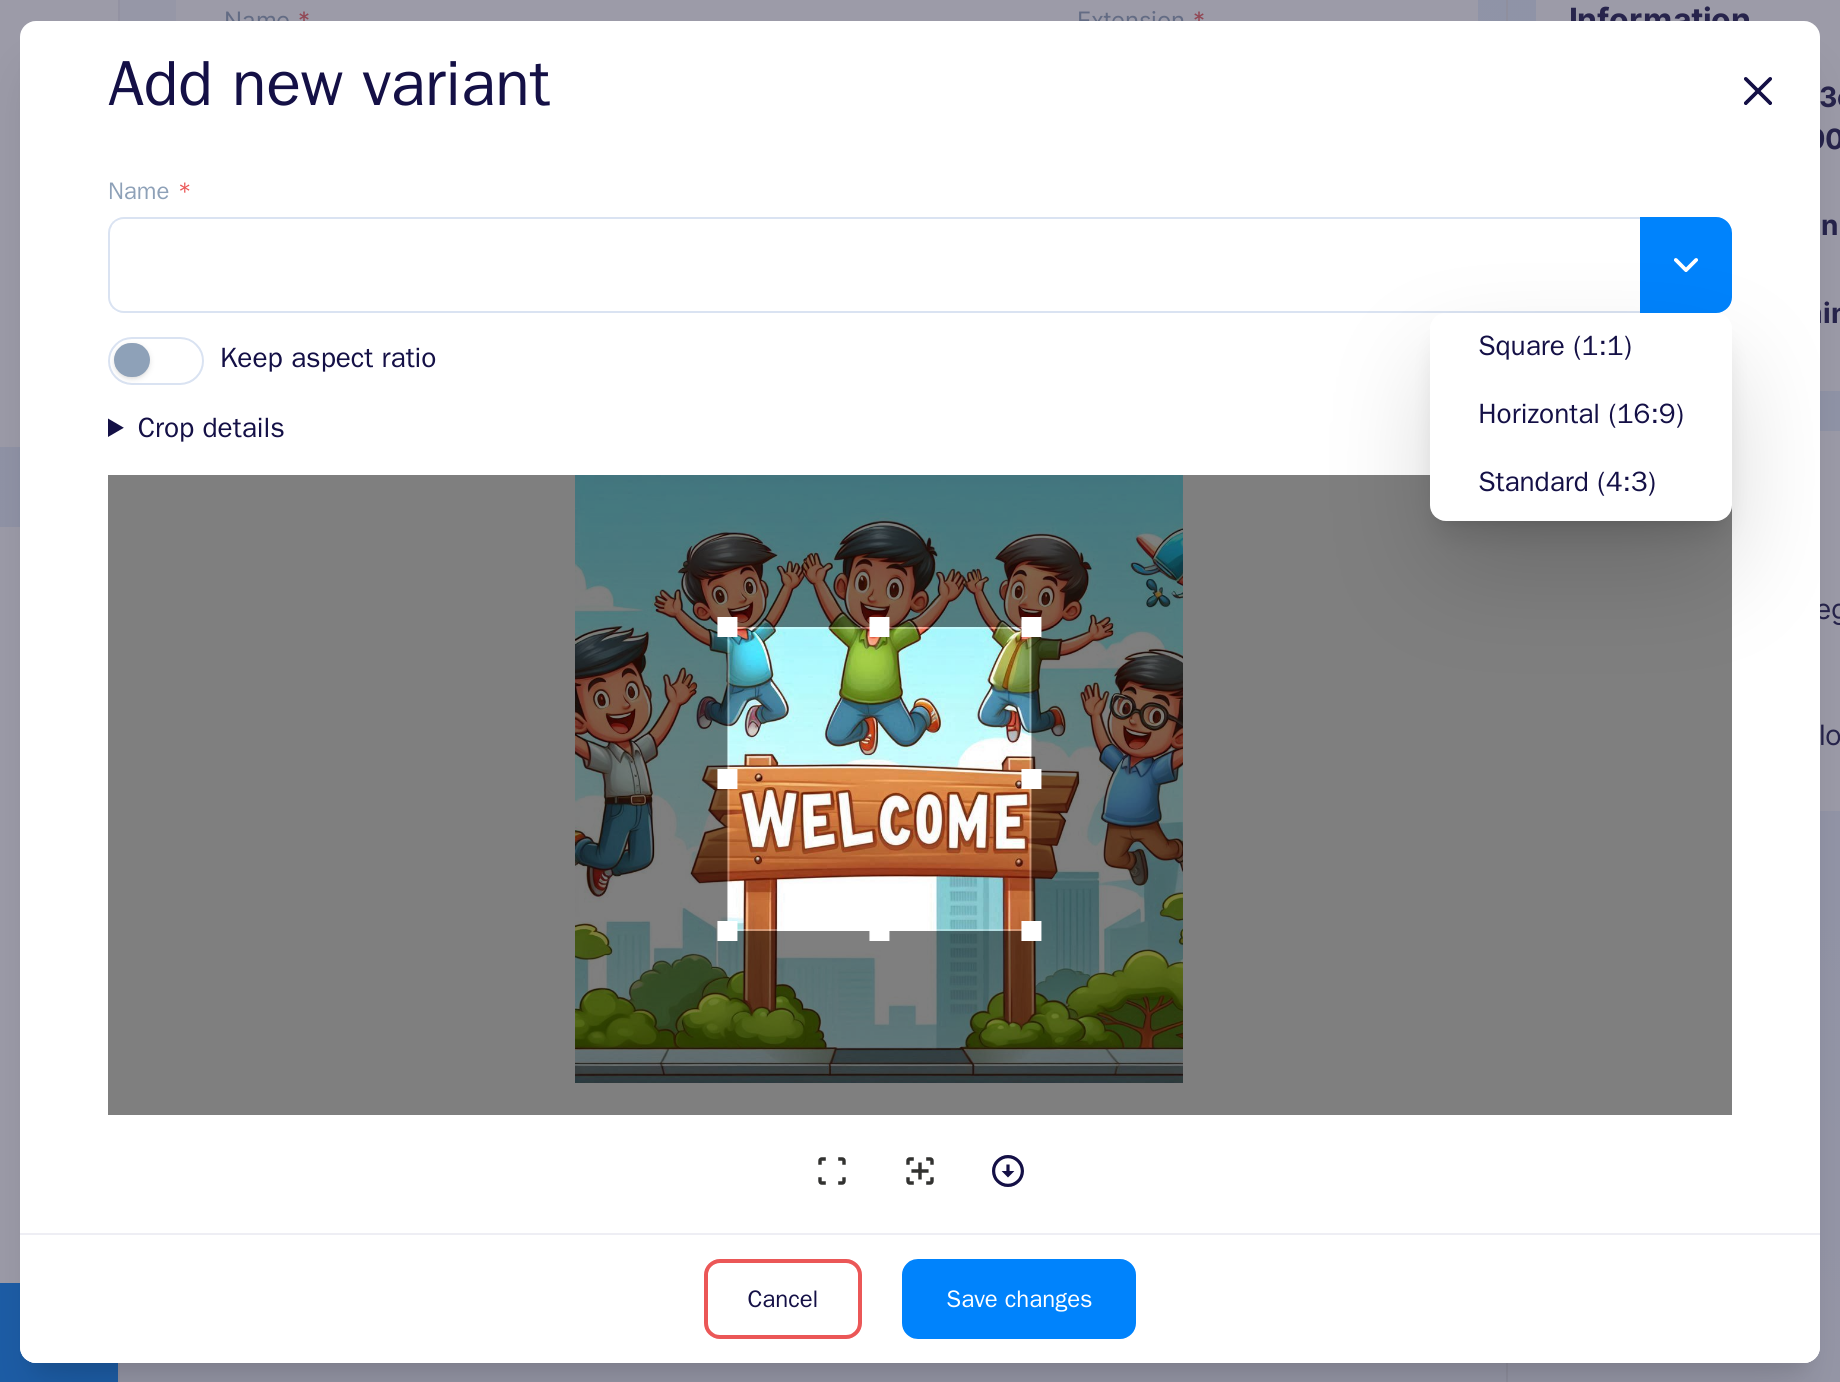 Name *
Extension *
Information
Add new variant
Name *
Square (1:1)
Keep aspect ratio
Horizontal (16:9)
Crop details
Standard (4:3)
WELCOME
Cancel
Save changes